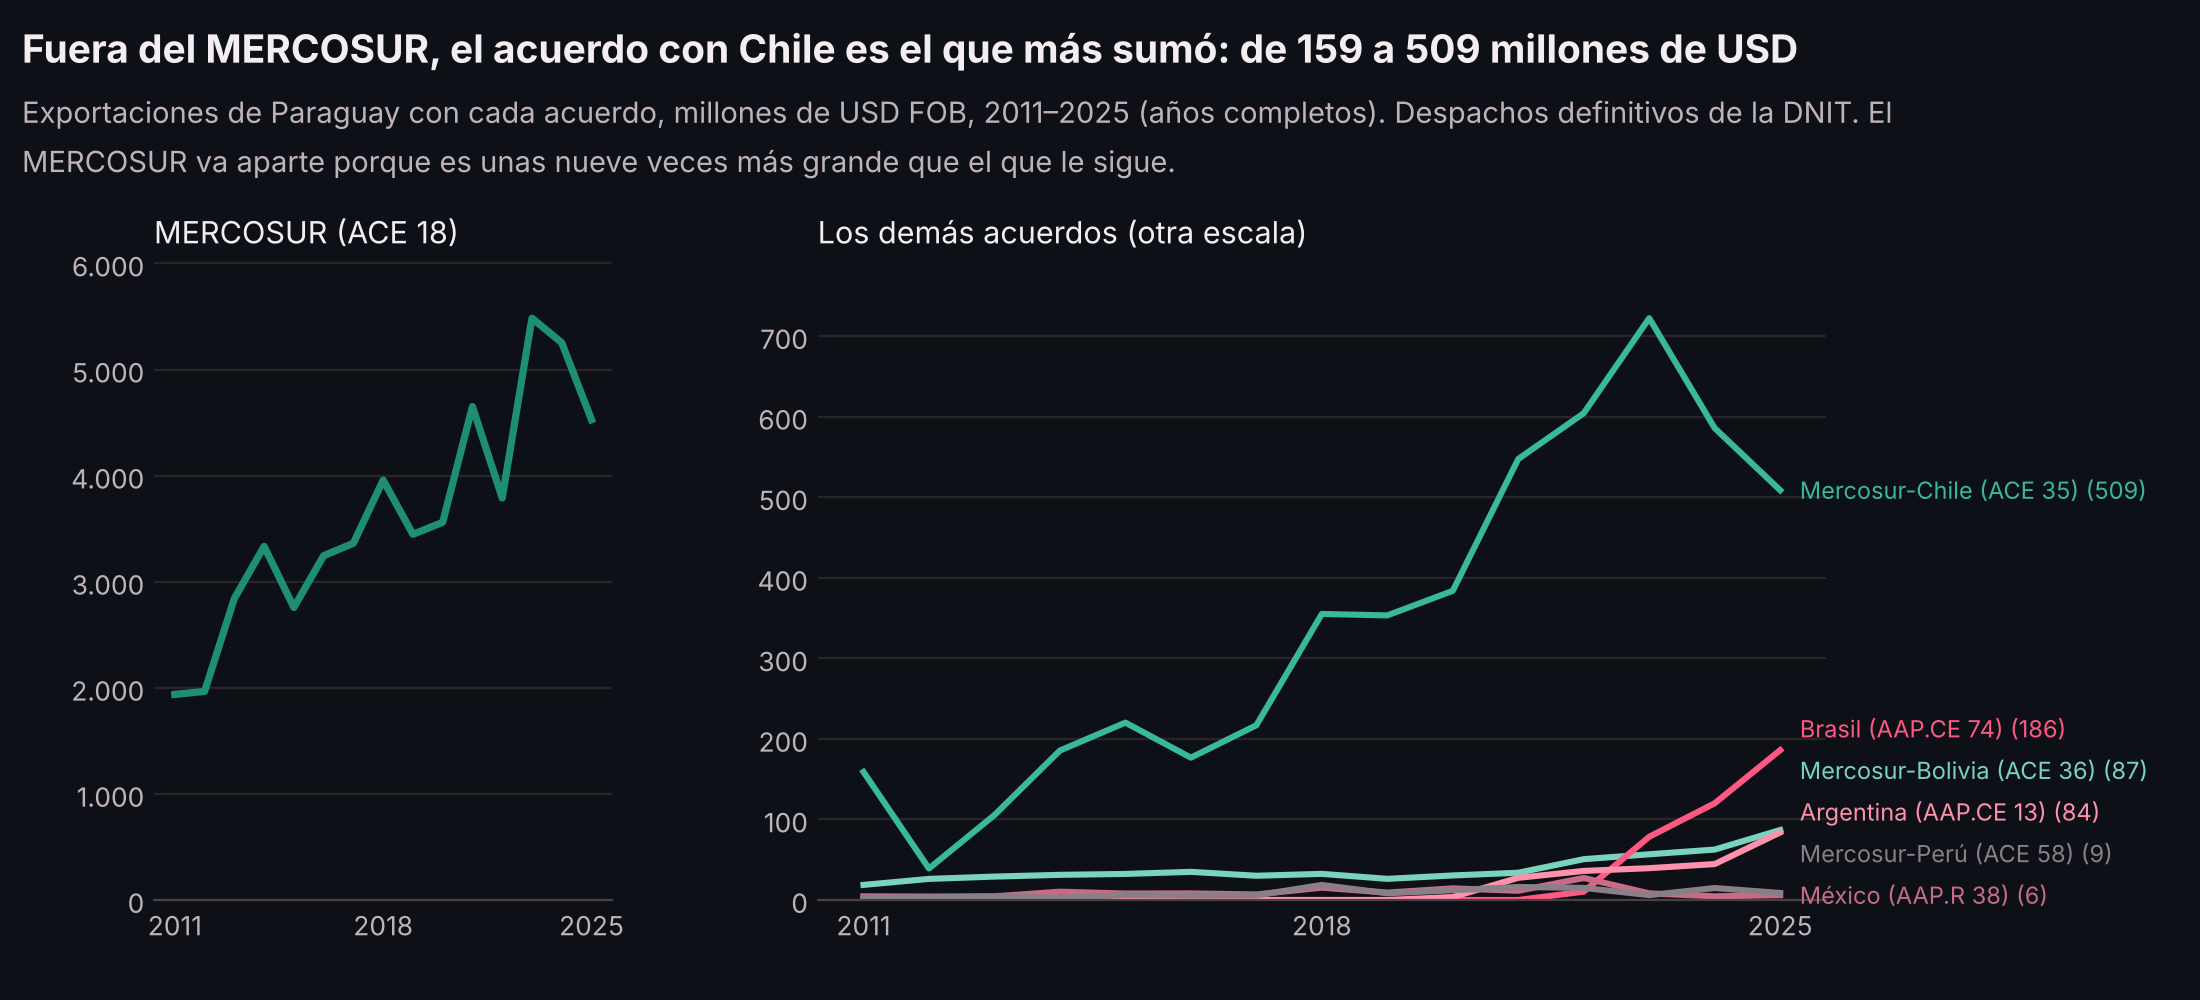 Fuera del MERCOSUR, el acuerdo con Chile es el que más sumó: de 159 a 509 millones de USD
Exportaciones de Paraguay con cada acuerdo, millones de USD FOB, 2011–2025 (años completos). Despachos definitivos de la DNIT. El
MERCOSUR va aparte porque es unas nueve veces más grande que el que le sigue.
MERCOSUR (ACE 18)
6.000
5.000
4.000
3.000
2.000
1.000
0
2011
2018
2025
Los demás acuerdos (otra escala)
700
600
500
400
300
200
100
0
2011
2018
2025
Mercosur-Chile (ACE 35) (509)
Brasil (AAP.CE 74) (186)
Mercosur-Bolivia (ACE 36) (87)
Argentina (AAP.CE 13) (84)
Mercosur-Perú (ACE 58) (9)
México (AAP.R 38) (6)